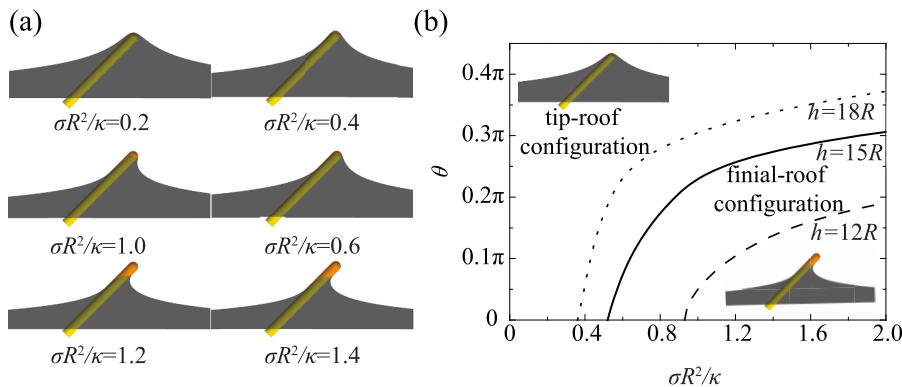 (a)
σR²/κ=0.2 σR²/κ=0.4
σR²/κ=1.0 σR²/κ=0.6
σR²/κ=1.2 σR²/κ=1.4
(b)
θ
0.4π
0.3π
0.2π
0.1π
0
tip-roof
configuration
h=18R
h=15R
finial-roof
configuration
h=12R
0 0.4 0.8 1.2 1.6 2.0
σR²/κ